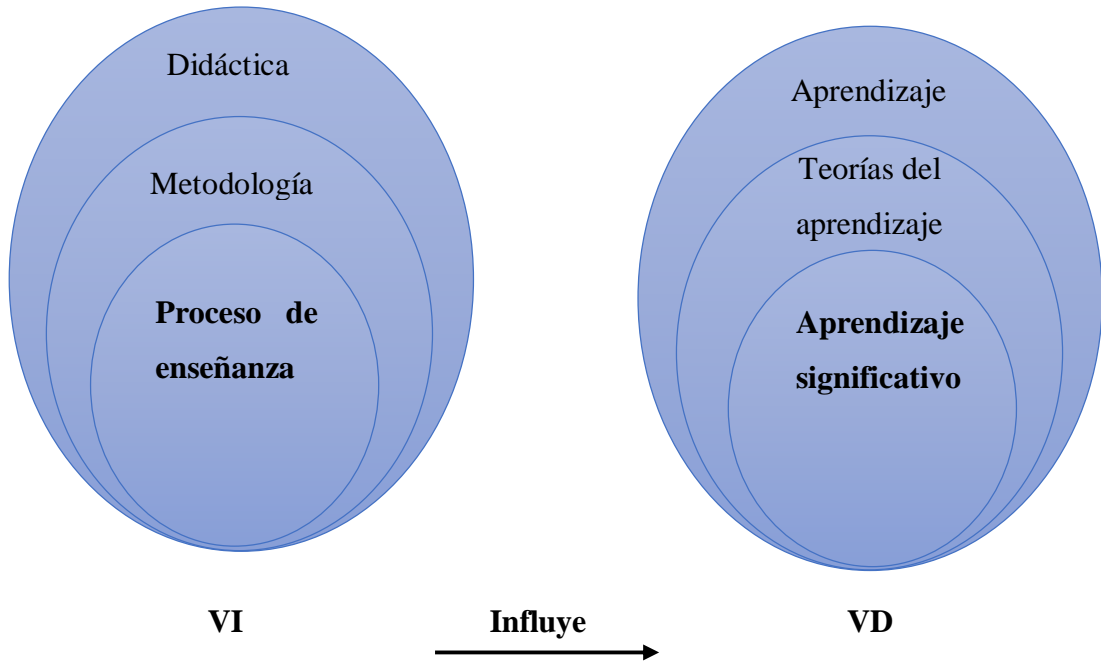 Didáctica
Metodología
Proceso de
enseñanza
Aprendizaje
Teorías del
aprendizaje
Aprendizaje
significativo
VI
Influye
VD